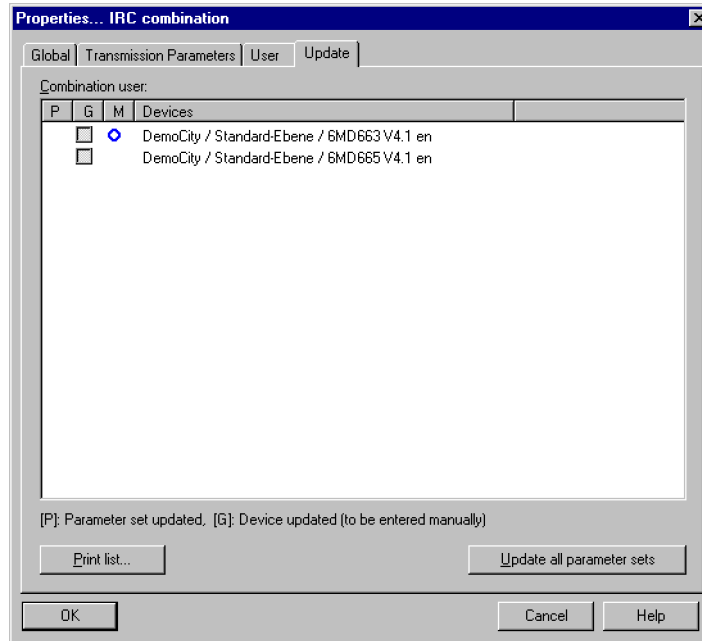 Properties... IRC combination
Global Transmission Parameters User Update
Combination user:
P G M Devices
DemoCity / Standard-Ebene / 6MD663 V4.1 en
DemoCity / Standard-Ebene / 6MD665 V4.1 en
[P]: Parameter set updated, [G]: Device updated (to be entered manually)
Print list... Update all parameter sets
OK Cancel Help